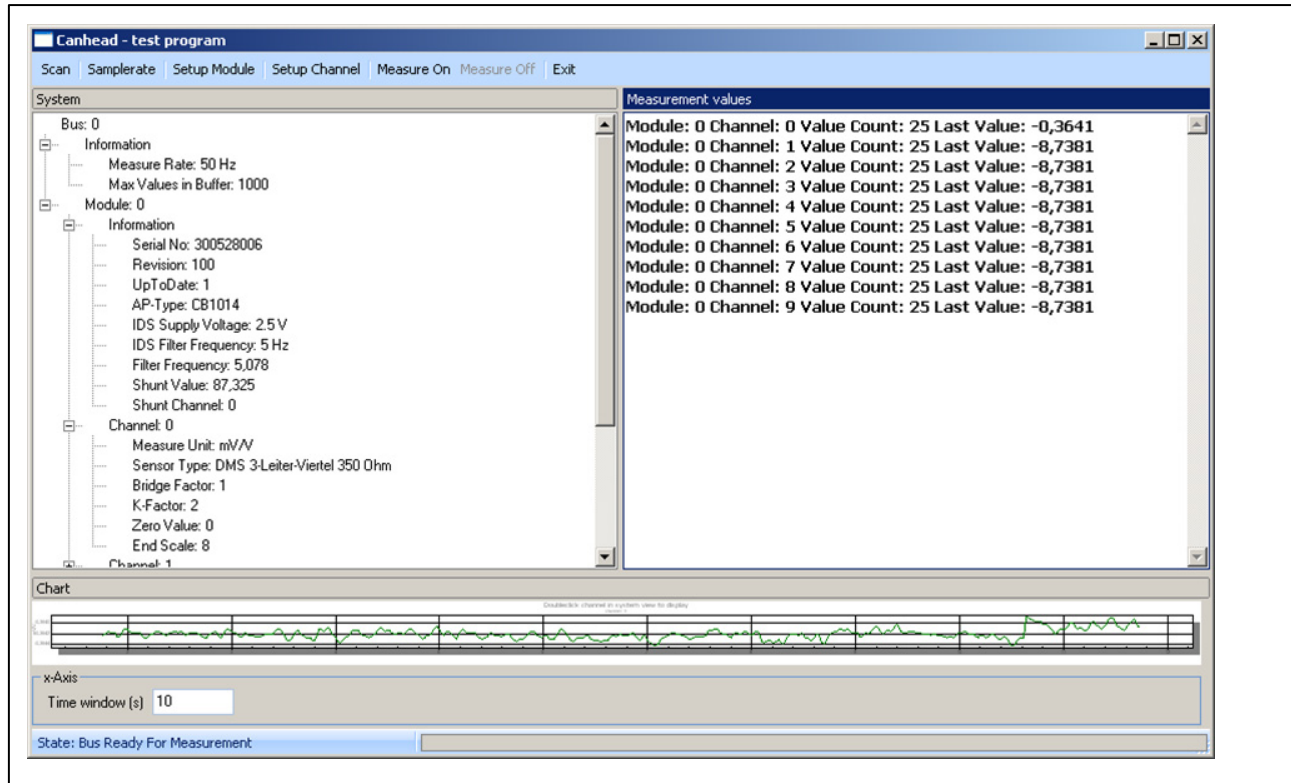 Canhead - test program
Scan Samplerate Setup Module Setup Channel Measure On Measure Off Exit
System
Bus: 0
Information
Measure Rate: 50 Hz
Max Values in Buffer: 1000
Module: 0
Information
Serial No: 300528006
Revision: 100
UpToDate: 1
AP-Type: CB1014
IDS Supply Voltage: 2.5 V
IDS Filter Frequency: 5 Hz
Filter Frequency: 5,078
Shunt Value: 87,325
Shunt Channel: 0
Channel: 0
Measure Unit: mV/V
Sensor Type: DMS 3-Leiter-Viertel 350 Ohm
Bridge Factor: 1
K-Factor: 2
Zero Value: 0
End Scale: 8
Channel: 1
Measurement values
Module: 0 Channel: 0 Value Count: 25 Last Value: -0,3641
Module: 0 Channel: 1 Value Count: 25 Last Value: -8,7381
Module: 0 Channel: 2 Value Count: 25 Last Value: -8,7381
Module: 0 Channel: 3 Value Count: 25 Last Value: -8,7381
Module: 0 Channel: 4 Value Count: 25 Last Value: -8,7381
Module: 0 Channel: 5 Value Count: 25 Last Value: -8,7381
Module: 0 Channel: 6 Value Count: 25 Last Value: -8,7381
Module: 0 Channel: 7 Value Count: 25 Last Value: -8,7381
Module: 0 Channel: 8 Value Count: 25 Last Value: -8,7381
Module: 0 Channel: 9 Value Count: 25 Last Value: -8,7381
Chart
Doubleclick channel in system view to display
x-Axis
Time window (s) 10
State: Bus Ready For Measurement